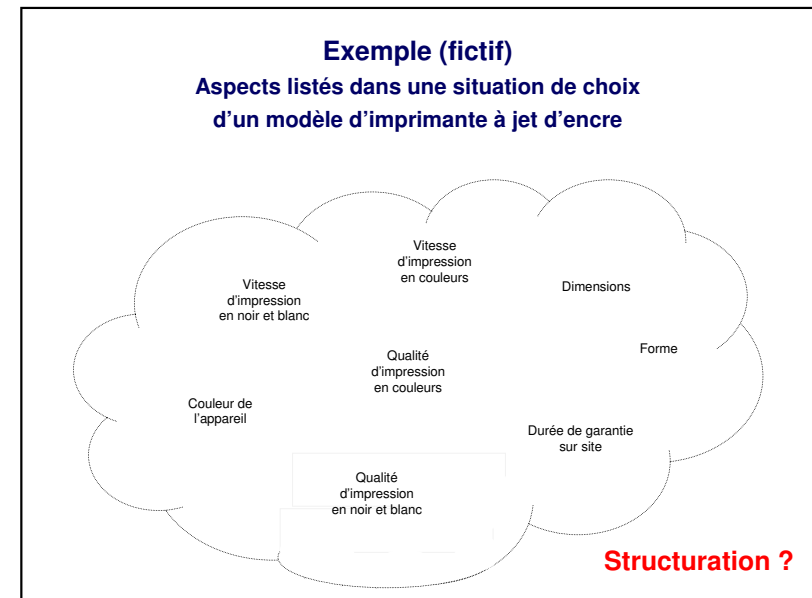 Exemple (fictif)
Aspects listés dans une situation de choix
d'un modèle d'imprimante à jet d'encre
Vitesse
d'impression
en couleurs
Vitesse
d'impression
en noir et blanc
Dimensions
Forme
Qualité
d'impression
en couleurs
Couleur de
l'appareil
Durée de garantie
sur site
Qualité
d'impression
en noir et blanc
Structuration ?